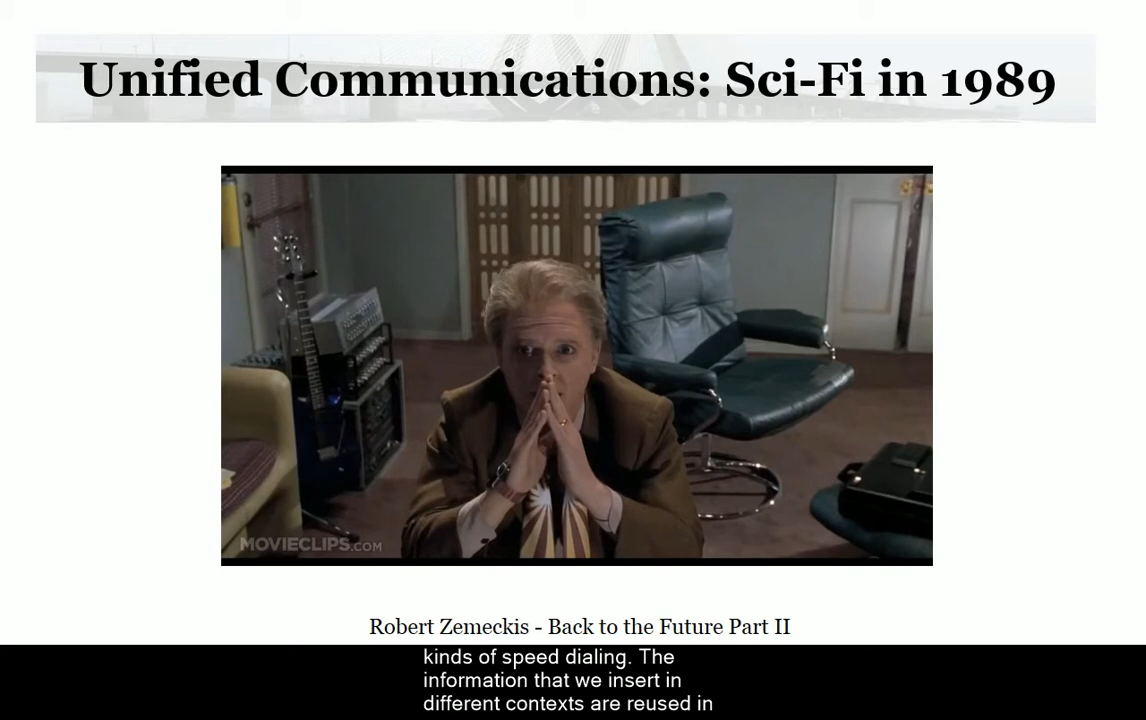 Unified Communications: Sci-Fi in 1989
MOVIECLIPS.COM
Robert Zemeckis - Back to the Future Part II
kinds of speed dialing. The
information that we insert in
different contexts are reused in